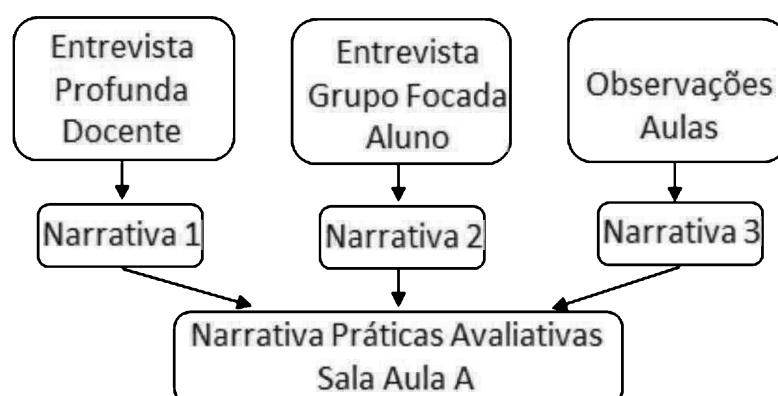 Entrevista
Profunda
Docente
Entrevista
Grupo Focada
Aluno
Observações
Aulas
Narrativa 1
Narrativa 2
Narrativa 3
Narrativa Práticas Avaliativas
Sala Aula A